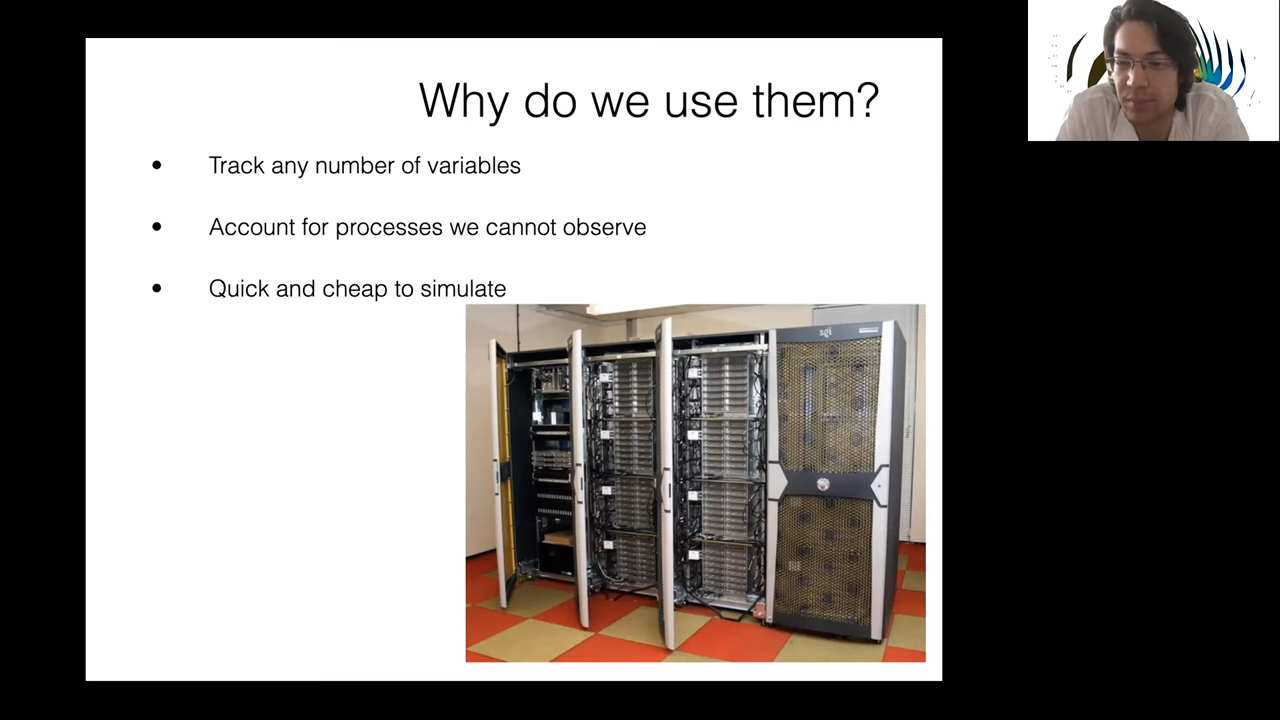 Why do we use them?
• Track any number of variables
• Account for processes we cannot observe
• Quick and cheap to simulate
sgi